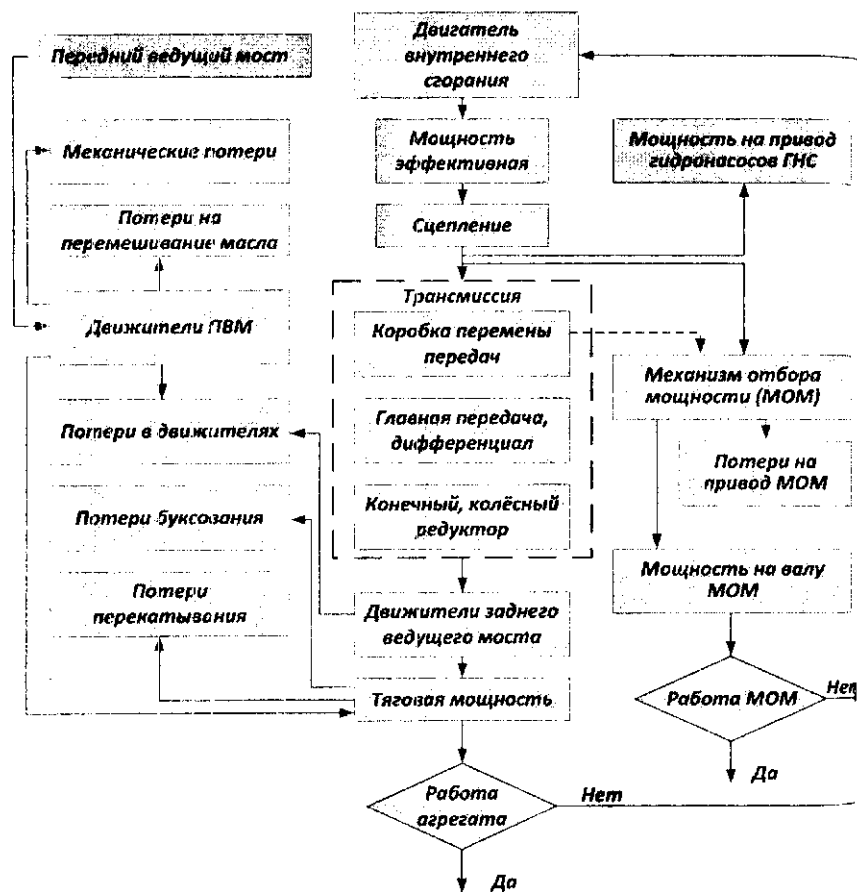 Передний ведущий мост
Двигатель
внутреннего
сгорания
Механические потери
Мощность
эффективная
Мощность на привод
гидронасосов ГНС
Потери на
перемешивание масла
Сцепление
Трансмиссия
Движители ПВМ
Коробка перемены
передач
Механизм отбора
мощности (МОМ)
Потери в движителях
Главная передача,
дифференциал
Потери на
привод МОМ
Потери буксования
Конечный, колёсный
редуктор
Мощность на валу
МОМ
Потери
перекатывания
Движители заднего
ведущего моста
Тяговая мощность
Работа МОМ
Нет
Да
Работа
агрегата
Нет
Да